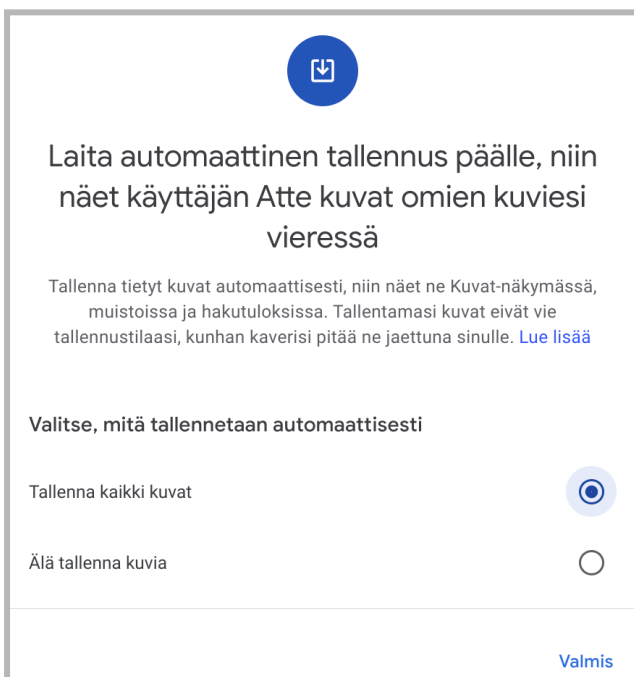 Laita automaattinen tallennus päälle, niin
näet käyttäjän Atte kuvat omien kuviesi
vieressä
Tallenna tietyt kuvat automaattisesti, niin näet ne Kuvat-näkymässä,
muistoissa ja hakutuloksissa. Tallentamasi kuvat eivät vie
tallennustilaasi, kunhan kaverisi pitää ne jaettuna sinulle. Lue lisää
Valitse, mitä tallennetaan automaattisesti
Tallenna kaikki kuvat
Älä tallenna kuvia
Valmis